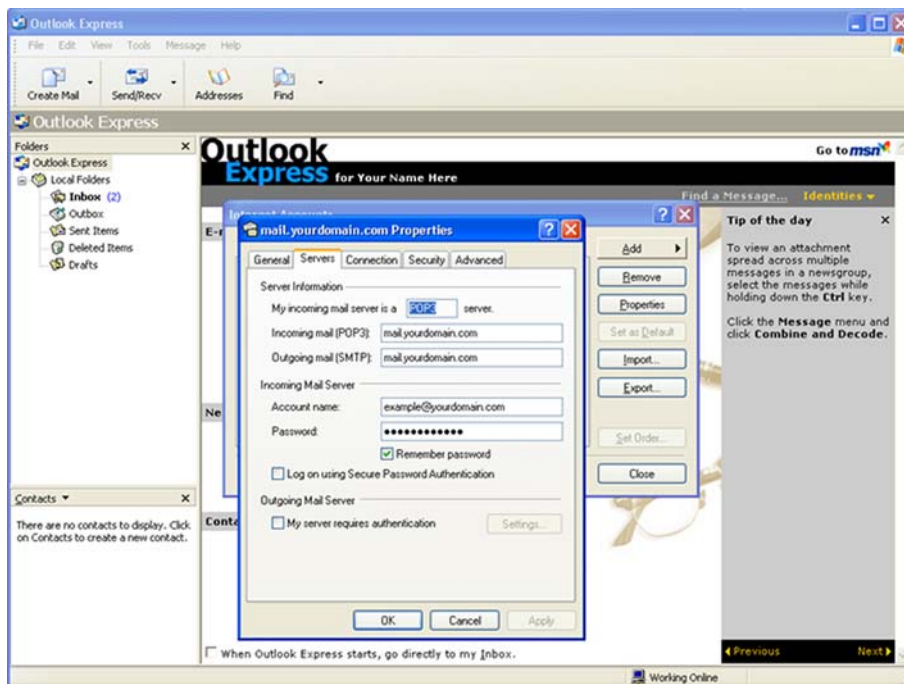 Outlook Express
File Edit View Tools Message Help
Create Mail Send/Recv Addresses Find
Outlook Express
Folders
Outlook Express
Local Folders
Inbox (2)
Outbox
Sent Items
Deleted Items
Drafts
Contacts
There are no contacts to display. Click
on Contacts to create a new contact.
Outlook
Express for Your Name Here
Go to msn
Find a Message... Identities
Internet Accounts
mail.yourdomain.com Properties
General Servers Connection Security Advanced
Server Information
My incoming mail server is a POP3 server.
Incoming mail (POP3): mail.yourdomain.com
Outgoing mail (SMTP): mail.yourdomain.com
Incoming Mail Server
Account name: example@yourdomain.com
Password: ••••••••••••
Remember password
Log on using Secure Password Authentication
Outgoing Mail Server
My server requires authentication Settings...
OK Cancel Apply
Add
Remove
Properties
Set as Default
Import...
Export...
Set Order...
Close
E-r
Ne
Conta
When Outlook Express starts, go directly to my Inbox.
Tip of the day
To view an attachment
spread across multiple
messages in a newsgroup,
select the messages while
holding down the Ctrl key.
Click the Message menu and
click Combine and Decode.
Previous Next
Working Online